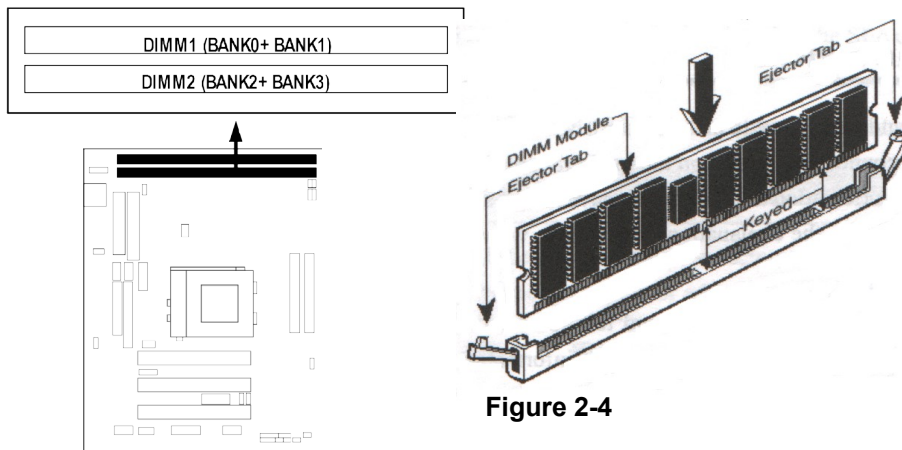 DIMM1 (BANK0+ BANK1)
DIMM2 (BANK2+ BANK3)
Ejector Tab
DIMM Module
Ejector Tab
Keyed
Figure 2-4